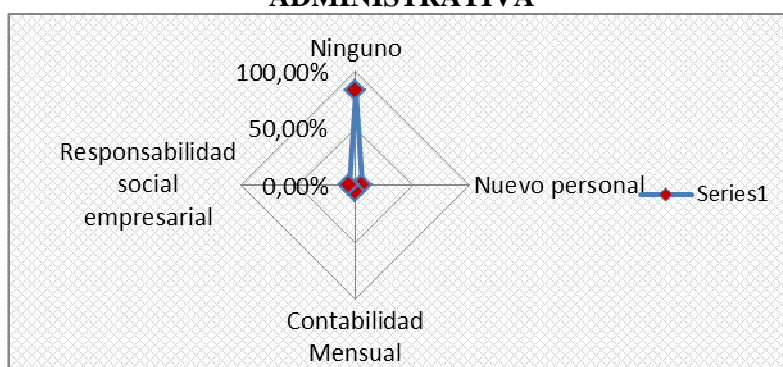 ADMINISTRATIVA
Ninguno
100,00%
50,00%
0,00%
Responsabilidad
social
empresarial
Nuevo personal
Series1
Contabilidad
Mensual